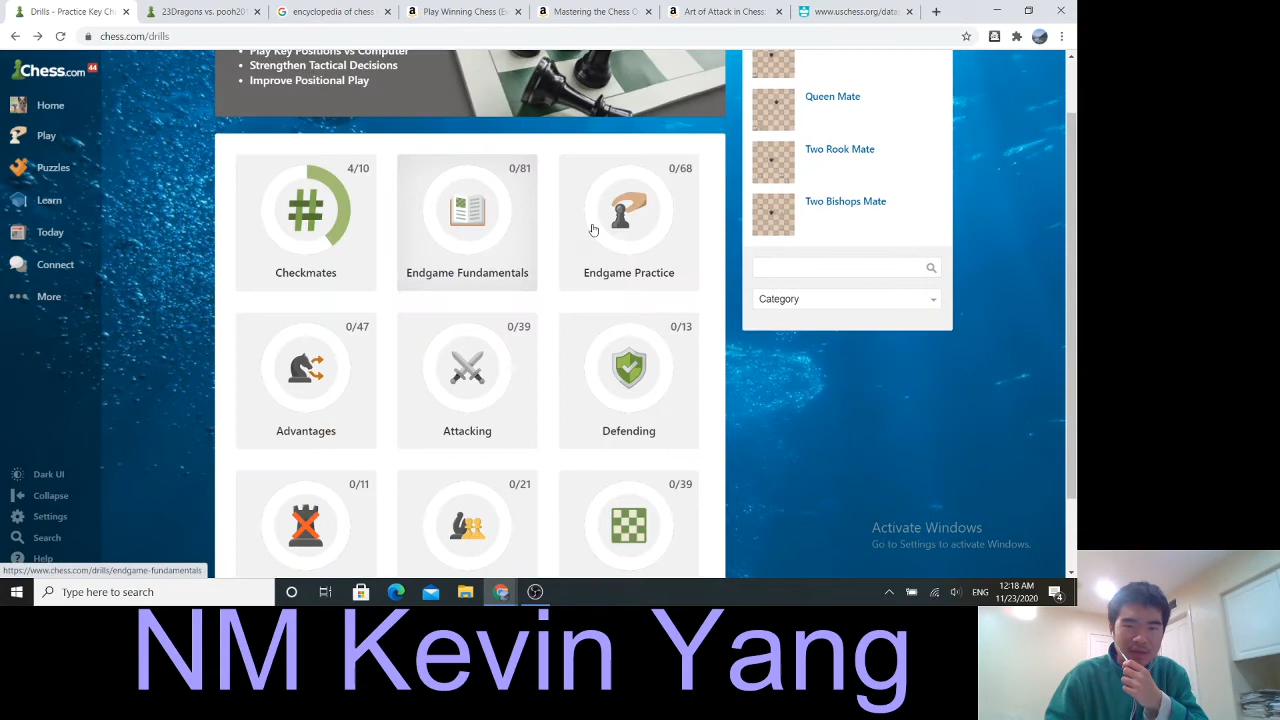 Drills - Practice Key Ch
23Dragons vs. pooh201
encyclopedia of chess
Play Winning Chess (Ev
Mastering the Chess O
Art of Attack in Chess:
www.uschess.org/data
chess.com/drills
Chess.com
44
Home
Play
Puzzles
Learn
Today
Connect
More
Dark UI
Collapse
Settings
Search
Help
Play Key Positions vs Computer
Strengthen Tactical Decisions
Improve Positional Play
4/10
Checkmates
0/81
Endgame Fundamentals
0/68
Endgame Practice
0/47
Advantages
0/39
Attacking
0/13
Defending
0/11
0/21
0/39
Queen Mate
Two Rook Mate
Two Bishops Mate
Category
Activate Windows
Go to Settings to activate Windows.
https://www.chess.com/drills/endgame-fundamentals
Type here to search
ENG
12:18 AM
11/23/2020
4
NM Kevin Yang